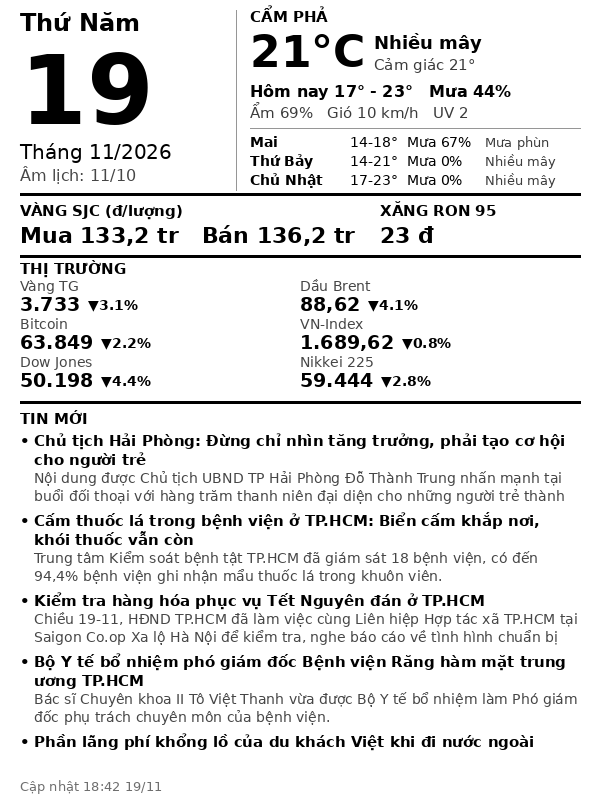 Thứ Năm
19
Tháng 11/2026
Âm lịch: 11/10
CẨM PHẢ
21°C Nhiều mây
Cảm giác 21°
Hôm nay 17° - 23° Mưa 44%
Ẩm 69% Gió 10 km/h UV 2
Mai 14-18° Mưa 67% Mưa phùn
Thứ Bảy 14-21° Mưa 0% Nhiều mây
Chủ Nhật 17-23° Mưa 0% Nhiều mây
VÀNG SJC (đ/lượng) XĂNG RON 95
Mua 133,2 tr Bán 136,2 tr 23 đ
THỊ TRƯỜNG
Vàng TG Dầu Brent
3.733 ▼3.1% 88,62 ▼4.1%
Bitcoin VN-Index
63.849 ▼2.2% 1.689,62 ▼0.8%
Dow Jones Nikkei 225
50.198 ▼4.4% 59.444 ▼2.8%
TIN MỚI
• Chủ tịch Hải Phòng: Đừng chỉ nhìn tăng trưởng, phải tạo cơ hội
cho người trẻ
Nội dung được Chủ tịch UBND TP Hải Phòng Đỗ Thành Trung nhấn mạnh tại
buổi đối thoại với hàng trăm thanh niên đại diện cho những người trẻ thành
• Cấm thuốc lá trong bệnh viện ở TP.HCM: Biển cấm khắp nơi,
khói thuốc vẫn còn
Trung tâm Kiểm soát bệnh tật TP.HCM đã giám sát 18 bệnh viện, có đến
94,4% bệnh viện ghi nhận mẩu thuốc lá trong khuôn viên.
• Kiểm tra hàng hóa phục vụ Tết Nguyên đán ở TP.HCM
Chiều 19-11, HĐND TP.HCM đã làm việc cùng Liên hiệp Hợp tác xã TP.HCM tại
Saigon Co.op Xa lộ Hà Nội để kiểm tra, nghe báo cáo về tình hình chuẩn bị
• Bộ Y tế bổ nhiệm phó giám đốc Bệnh viện Răng hàm mặt trung
ương TP.HCM
Bác sĩ Chuyên khoa II Tô Việt Thanh vừa được Bộ Y tế bổ nhiệm làm Phó giám
đốc phụ trách chuyên môn của bệnh viện.
• Phần lãng phí khổng lồ của du khách Việt khi đi nước ngoài
Cập nhật 18:42 19/11